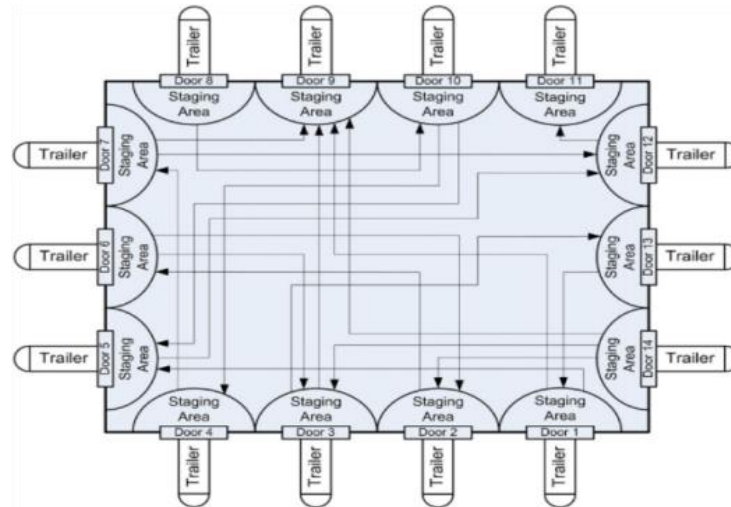 Trailer
Trailer
Trailer
Trailer
Door 8
Door 9
Door 10
Door 11
Staging
Area
Staging
Area
Staging
Area
Staging
Area
Trailer
Door 7
Staging
Area
Staging
Area
Door 12
Trailer
Trailer
Door 6
Staging
Area
Staging
Area
Door 13
Trailer
Trailer
Door 5
Staging
Area
Staging
Area
Door 14
Trailer
Staging
Area
Staging
Area
Staging
Area
Staging
Area
Door 4
Door 3
Door 2
Door 1
Trailer
Trailer
Trailer
Trailer